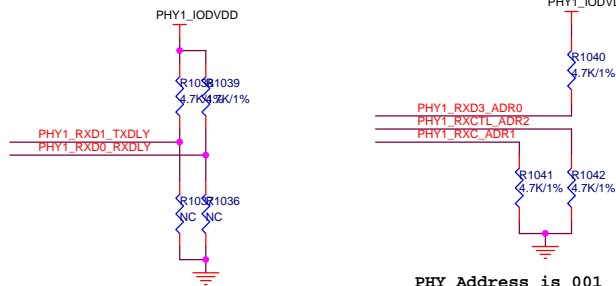 PHY1_IODVDD
R1039
4.7K/1%
PHY1_RXD1_TXDLY
PHY1_RXD0_RXDLY
R1036
NC
NC
R1040
4.7K/1%
PHY1_RXD3_ADR0
PHY1_RXCTL_ADR2
PHY1_RXC_ADR1
R1041
4.7K/1%
R1042
4.7K/1%
PHY Address is 001